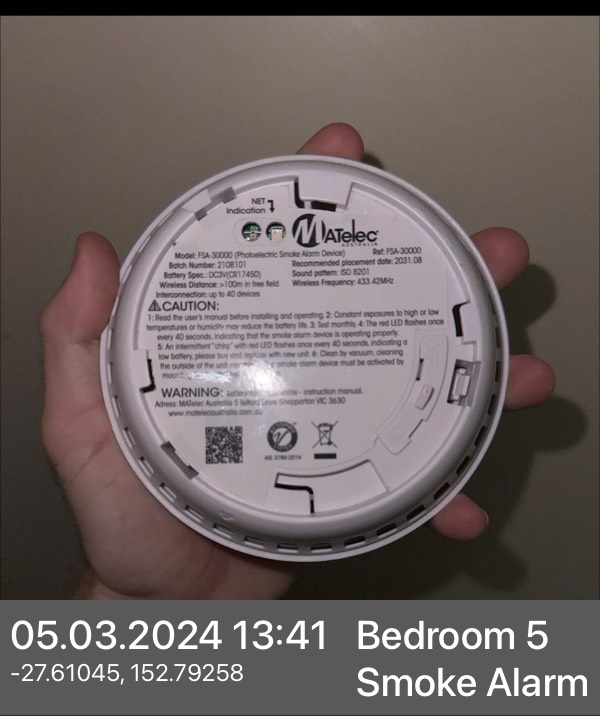 NET
Indication
MATelec
AUSTRALIA
Model: FSA-30000 (Photoelectric Smoke Alarm Device) Ref: FSA-30000
Batch Number: 2108101 Recommended placement date: 2031.08
Battery Spec.: DC3V(CR17450) Sound pattern: ISO 8201
Wireless Distance: >100m in free field Wireless Frequency: 433.42MHz
Interconnection: up to 40 devices
CAUTION:
1: Read the user's manual before installing and operating. 2: Constant exposures to high or low
temperatures or humidity may reduce the battery life. 3: Test monthly. 4: The red LED flashes once
every 40 seconds, indicating that the smoke alarm device is operating properly.
5: An intermittent "chirp" with red LED flashes once every 40 seconds, indicating a
low battery, please buy and replace with new unit. 6: Clean by vacuum, cleaning
the outside of the unit smoke alarm device must be activated by
WARNING: Battery - instruction manual.
Adress: MATelec Australia 5 Telford Drive Shepparton VIC 3630
www.matelecaustralia.com.au
AS 3786:2014
05.03.2024 13:41
-27.61045, 152.79258
Bedroom 5
Smoke Alarm